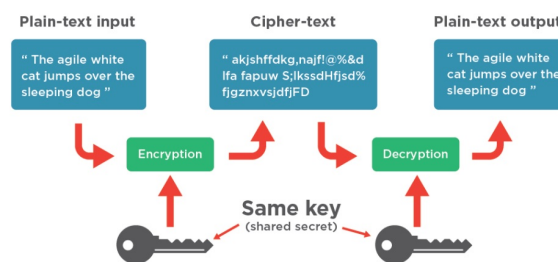 Plain-text input
Cipher-text
Plain-text output
“ The agile white
cat jumps over the
sleeping dog ”
“ akjshffdkg,najf!@%&d
lfa fapuw S;lkssdHfjsd%
fjgznxvsjdfjFD
“ The agile white
cat jumps over the
sleeping dog ”
Encryption
Decryption
Same key
(shared secret)